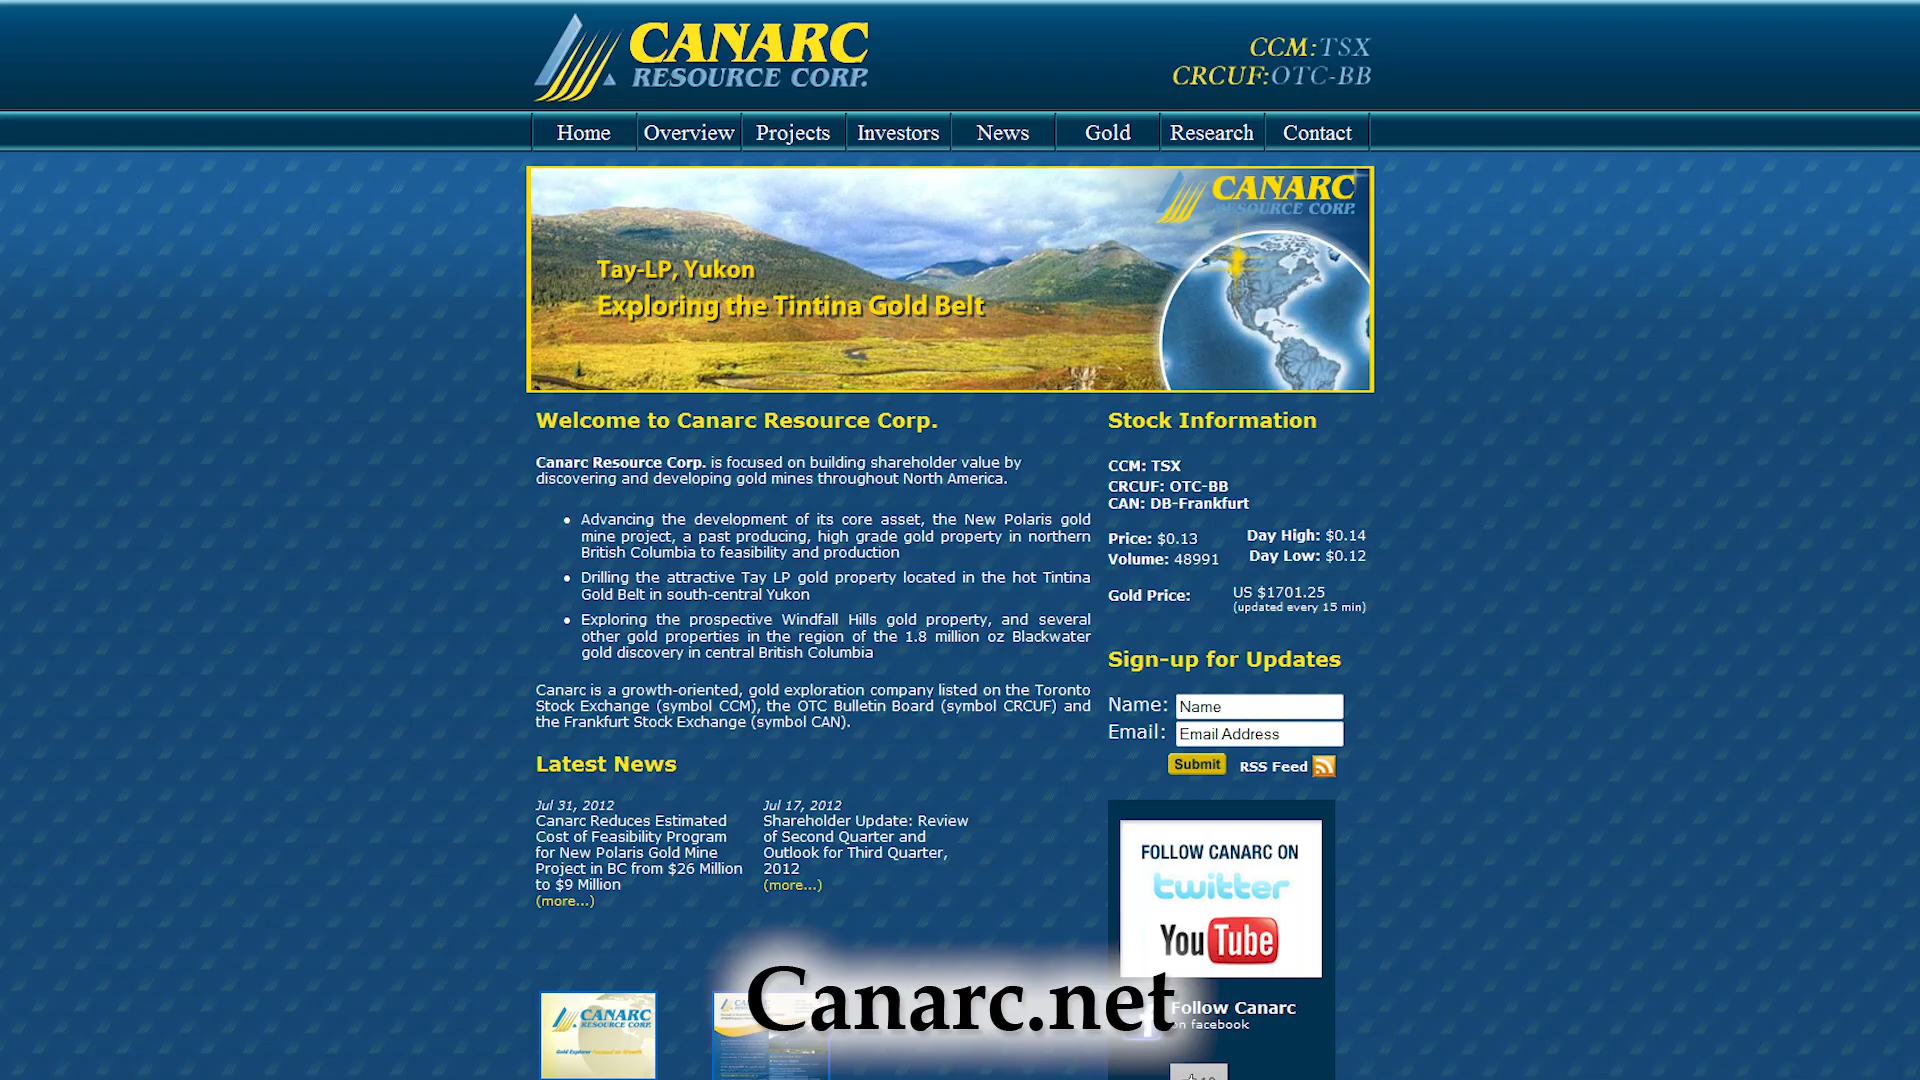 CANARC
RESOURCE CORP.
CCM:TSX
CRCUF:OTC-BB
Home Overview Projects Investors News Gold Research Contact
CANARC
RESOURCE CORP.
Tay-LP, Yukon
Exploring the Tintina Gold Belt
Welcome to Canarc Resource Corp.
Canarc Resource Corp. is focused on building shareholder value by
discovering and developing gold mines throughout North America.
• Advancing the development of its core asset, the New Polaris gold
mine project, a past producing, high grade gold property in northern
British Columbia to feasibility and production
• Drilling the attractive Tay LP gold property located in the hot Tintina
Gold Belt in south-central Yukon
• Exploring the prospective Windfall Hills gold property, and several
other gold properties in the region of the 1.8 million oz Blackwater
gold discovery in central British Columbia
Canarc is a growth-oriented, gold exploration company listed on the Toronto
Stock Exchange (symbol CCM), the OTC Bulletin Board (symbol CRCUF) and
the Frankfurt Stock Exchange (symbol CAN).
Latest News
Jul 31, 2012
Canarc Reduces Estimated
Cost of Feasibility Program
for New Polaris Gold Mine
Project in BC from $26 Million
to $9 Million
(more...)
Jul 17, 2012
Shareholder Update: Review
of Second Quarter and
Outlook for Third Quarter,
2012
(more...)
Stock Information
CCM: TSX
CRCUF: OTC-BB
CAN: DB-Frankfurt
Price: $0.13 Day High: $0.14
Volume: 48991 Day Low: $0.12
Gold Price: US $1701.25
(updated every 15 min)
Sign-up for Updates
Name: Name
Email: Email Address
Submit RSS Feed
FOLLOW CANARC ON
twitter
YouTube
Follow Canarc
on facebook
CANARC
RESOURCE CORP.
Gold Explorer Focused on Growth
Canarc.net